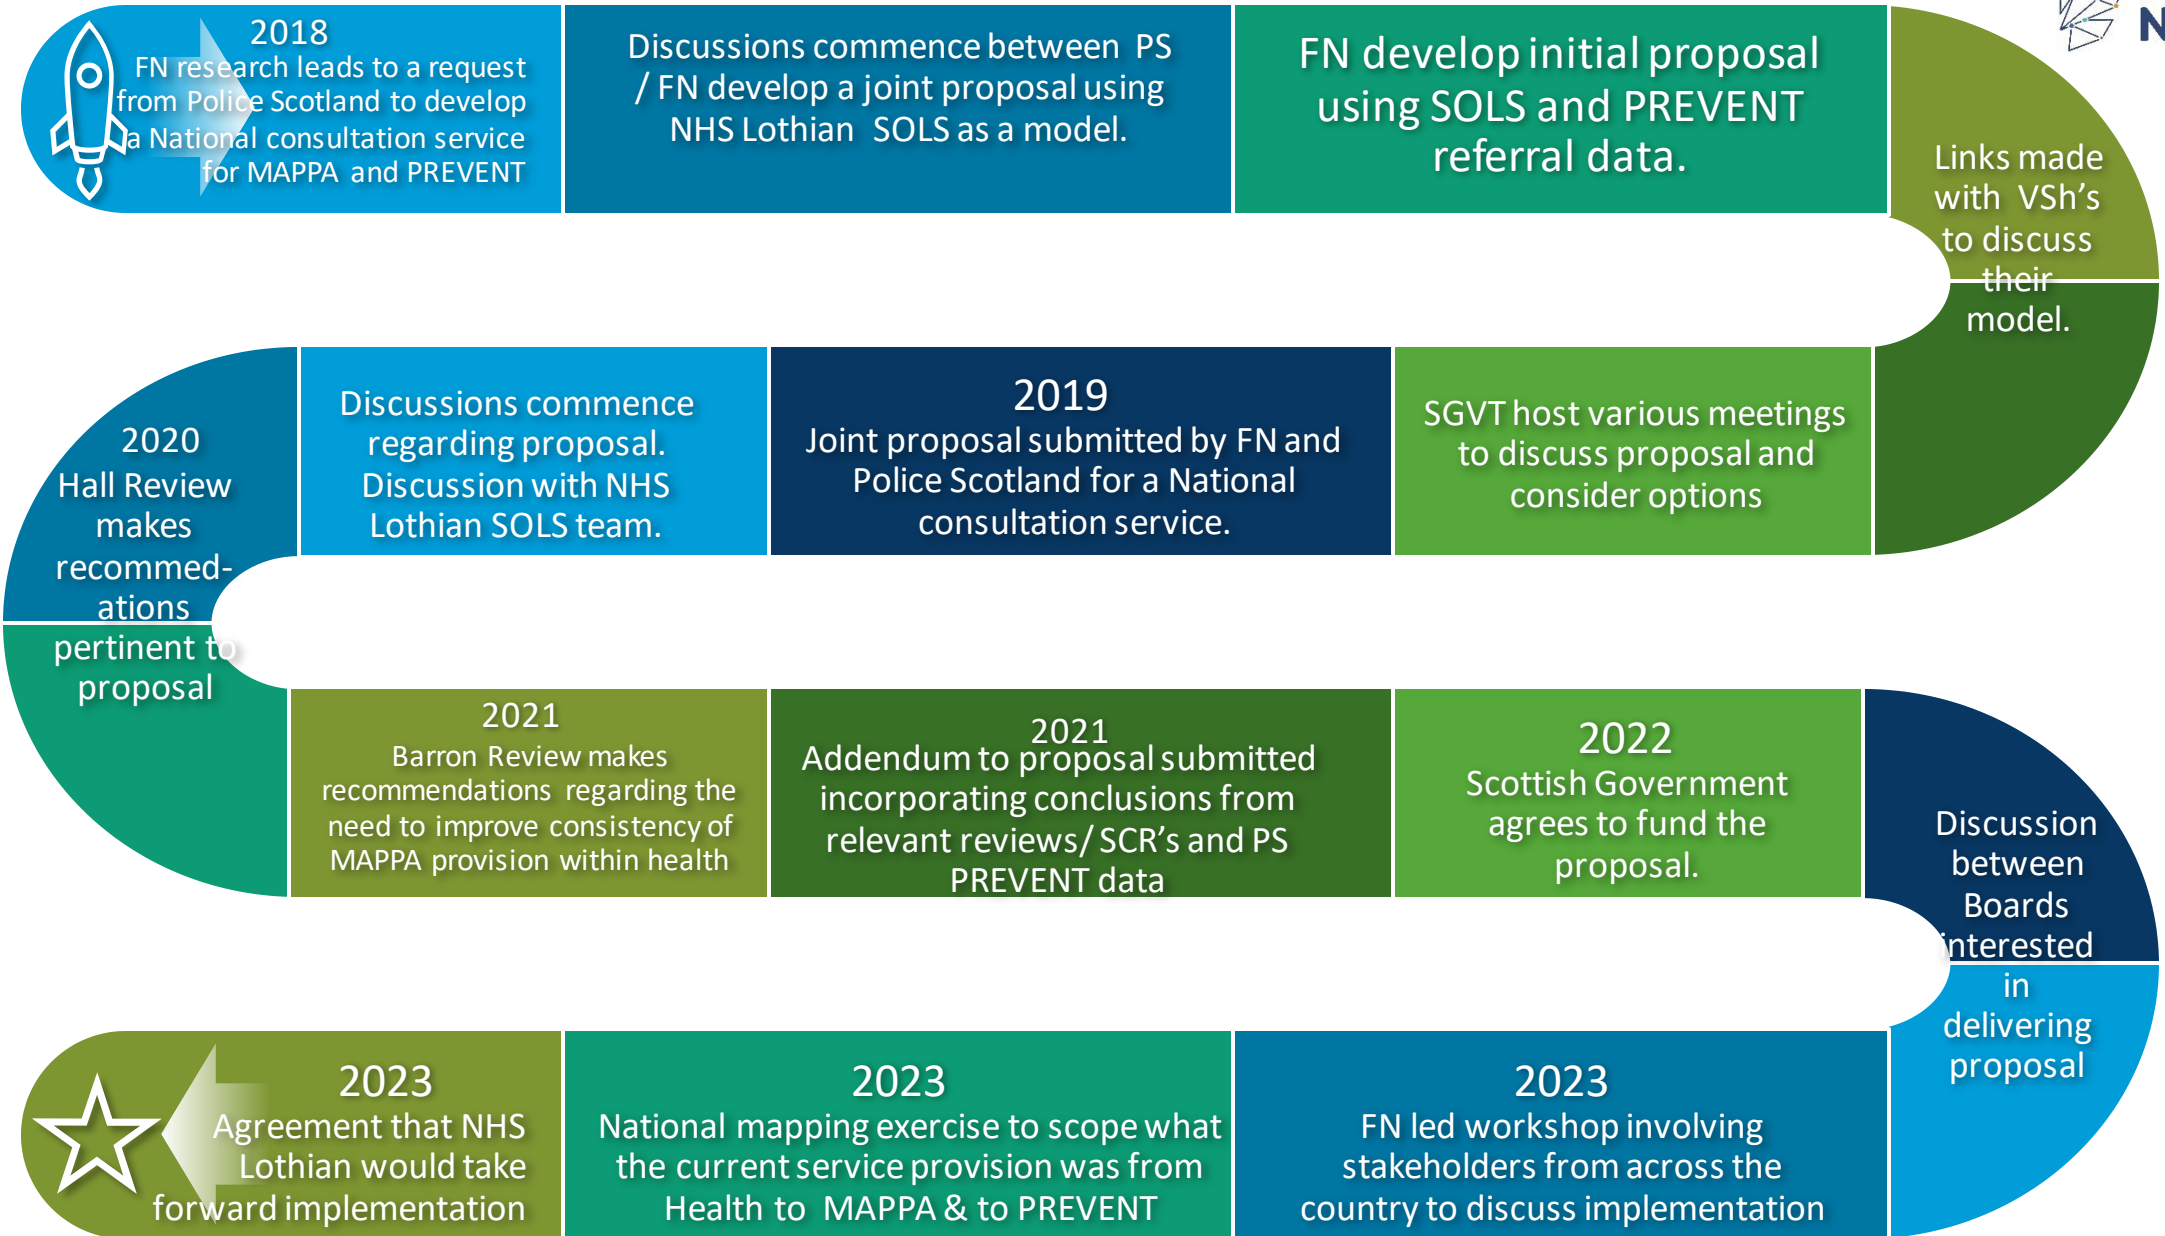 2018
FN research leads to a request
from Police Scotland to develop
a National consultation service
for MAPPA and PREVENT
Discussions commence between PS
/ FN develop a joint proposal using
NHS Lothian SOLS as a model.
FN develop initial proposal
using SOLS and PREVENT
referral data.
N
Links made
with VSh's
to discuss
their
model.
SGVT host various meetings
to discuss proposal and
consider options
2019
Joint proposal submitted by FN and
Police Scotland for a National
consultation service.
Discussions commence
regarding proposal.
Discussion with NHS
Lothian SOLS team.
2020
Hall Review
makes
recommed-
ations
pertinent to
proposal
2021
Barron Review makes
recommendations regarding the
need to improve consistency of
MAPPA provision within health
2021
Addendum to proposal submitted
incorporating conclusions from
relevant reviews/ SCR's and PS
PREVENT data
2022
Scottish Government
agrees to fund the
proposal.
Discussion
between
Boards
interested
in
delivering
proposal
2023
FN led workshop involving
stakeholders from across the
country to discuss implementation
2023
National mapping exercise to scope what
the current service provision was from
Health to MAPPA & to PREVENT
2023
Agreement that NHS
Lothian would take
forward implementation